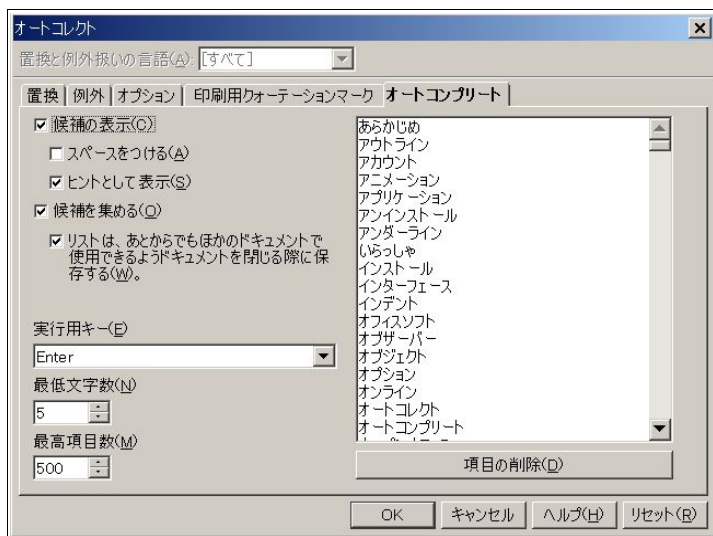 オートコレクト
置換と例外扱いの言語(A): [すべて]
置換 例外 オプション 印刷用クォーテーションマーク オートコンプリート
候補の表示(C)
スペースをつける(A)
ヒントとして表示(S)
候補を集める(O)
リストは、あとからでもほかのドキュメントで
使用できるようドキュメントを閉じる際に保
存する(W)。
実行用キー(E)
Enter
最低文字数(N)
5
最高項目数(M)
500
あらかじめ
アウトライン
アカウント
アニメーション
アプリケーション
アンインストール
アンダーライン
いらっしゃ
インストール
インターフェース
インデント
オフィスソフト
オブザーバー
オブジェクト
オプション
オンライン
オートコレクト
オートコンプリート
項目の削除(D)
OK キャンセル ヘルプ(H) リセット(R)